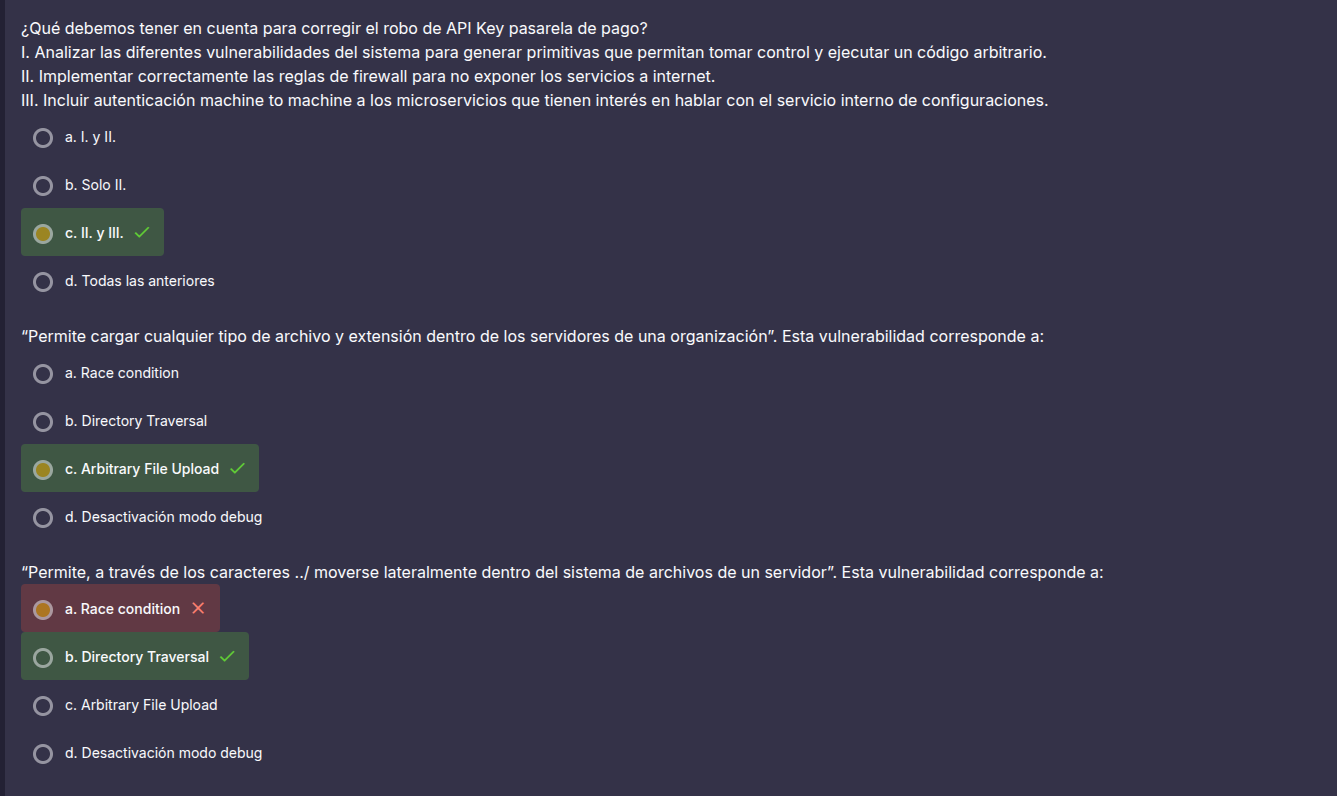 ¿Qué debemos tener en cuenta para corregir el robo de API Key pasarela de pago?
I. Analizar las diferentes vulnerabilidades del sistema para generar primitivas que permitan tomar control y ejecutar un código arbitrario.
II. Implementar correctamente las reglas de firewall para no exponer los servicios a internet.
III. Incluir autenticación machine to machine a los microservicios que tienen interés en hablar con el servicio interno de configuraciones.
a. I. y II.
b. Solo II.
c. II. y III.
d. Todas las anteriores
“Permite cargar cualquier tipo de archivo y extensión dentro de los servidores de una organización”. Esta vulnerabilidad corresponde a:
a. Race condition
b. Directory Traversal
c. Arbitrary File Upload
d. Desactivación modo debug
“Permite, a través de los caracteres ../ moverse lateralmente dentro del sistema de archivos de un servidor”. Esta vulnerabilidad corresponde a:
a. Race condition
b. Directory Traversal
c. Arbitrary File Upload
d. Desactivación modo debug